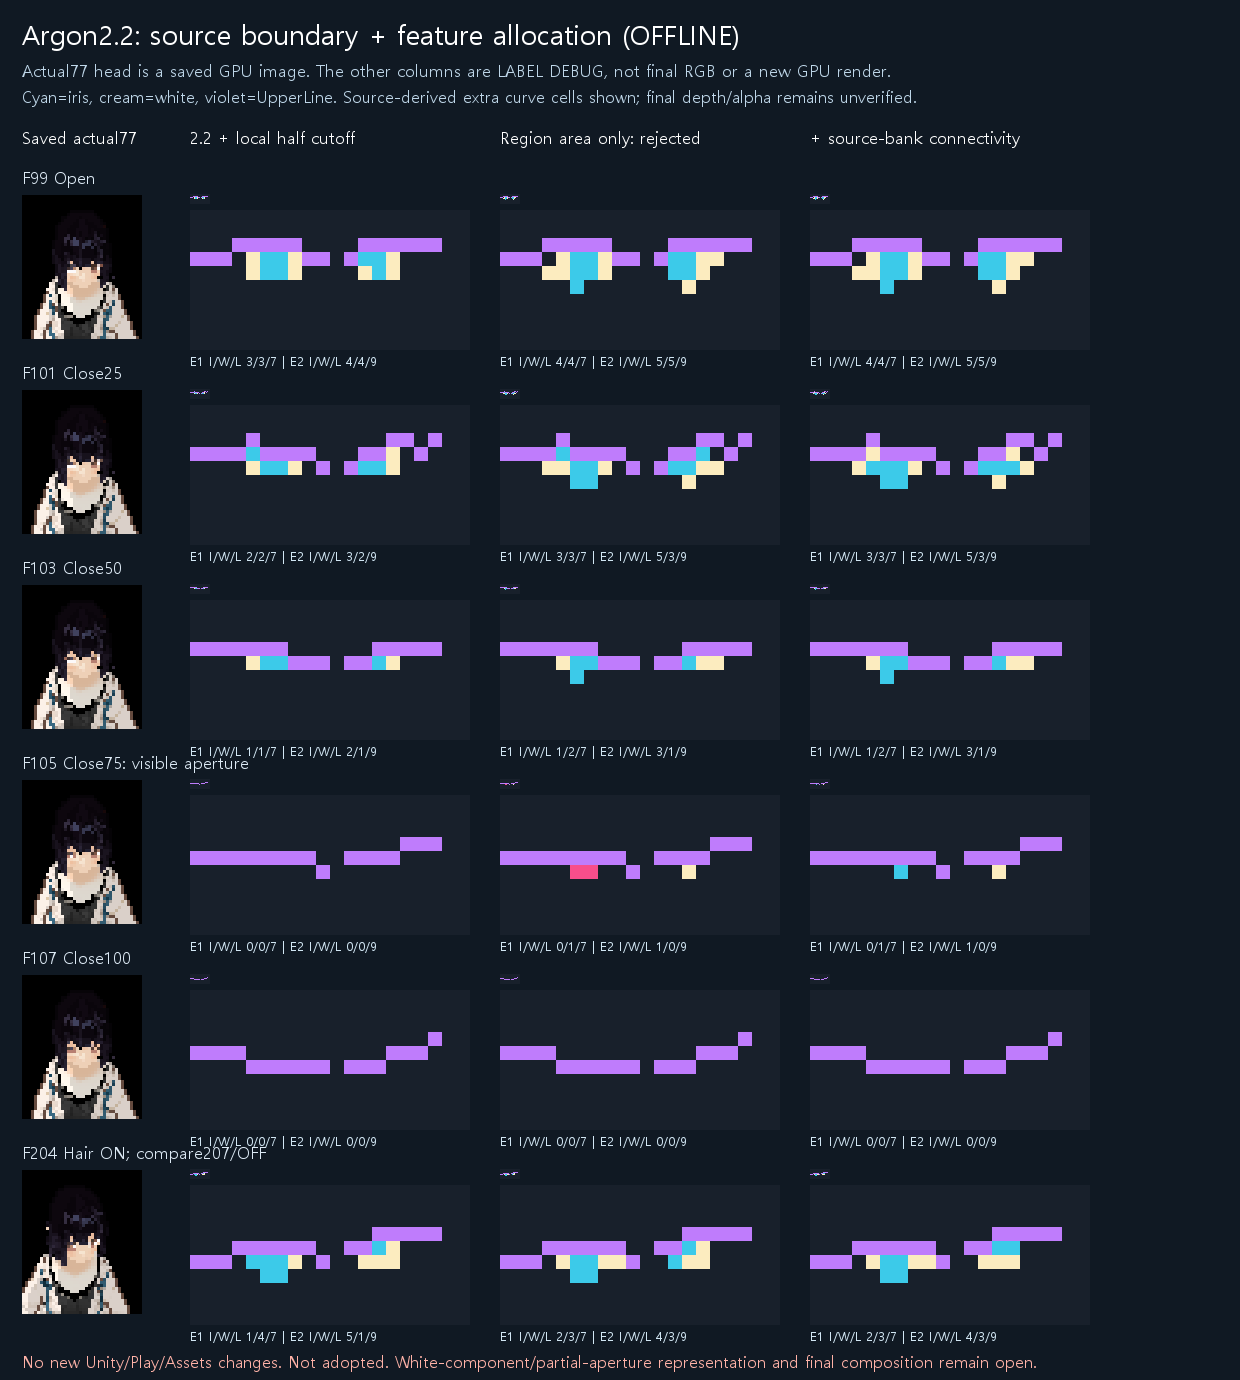 Argon2.2: source boundary + feature allocation (OFFLINE)
Actual77 head is a saved GPU image. The other columns are LABEL DEBUG, not final RGB or a new GPU render.
Cyan=iris, cream=white, violet=UpperLine. Source-derived extra curve cells shown; final depth/alpha remains unverified.
Saved actual77 2.2 + local half cutoff Region area only: rejected + source-bank connectivity
F99 Open
E1 I/W/L 3/3/7 | E2 I/W/L 4/4/9 E1 I/W/L 4/4/7 | E2 I/W/L 5/5/9 E1 I/W/L 4/4/7 | E2 I/W/L 5/5/9
F101 Close25
E1 I/W/L 2/2/7 | E2 I/W/L 3/2/9 E1 I/W/L 3/3/7 | E2 I/W/L 5/3/9 E1 I/W/L 3/3/7 | E2 I/W/L 5/3/9
F103 Close50
E1 I/W/L 1/1/7 | E2 I/W/L 2/1/9 E1 I/W/L 1/2/7 | E2 I/W/L 3/1/9 E1 I/W/L 1/2/7 | E2 I/W/L 3/1/9
F105 Close75: visible aperture
E1 I/W/L 0/0/7 | E2 I/W/L 0/0/9 E1 I/W/L 0/1/7 | E2 I/W/L 1/0/9 E1 I/W/L 0/1/7 | E2 I/W/L 1/0/9
F107 Close100
E1 I/W/L 0/0/7 | E2 I/W/L 0/0/9 E1 I/W/L 0/0/7 | E2 I/W/L 0/0/9 E1 I/W/L 0/0/7 | E2 I/W/L 0/0/9
F204 Hair ON; compare207/OFF
E1 I/W/L 1/4/7 | E2 I/W/L 5/1/9 E1 I/W/L 2/3/7 | E2 I/W/L 4/3/9 E1 I/W/L 2/3/7 | E2 I/W/L 4/3/9
No new Unity/Play/Assets changes. Not adopted. White-component/partial-aperture representation and final composition remain open.